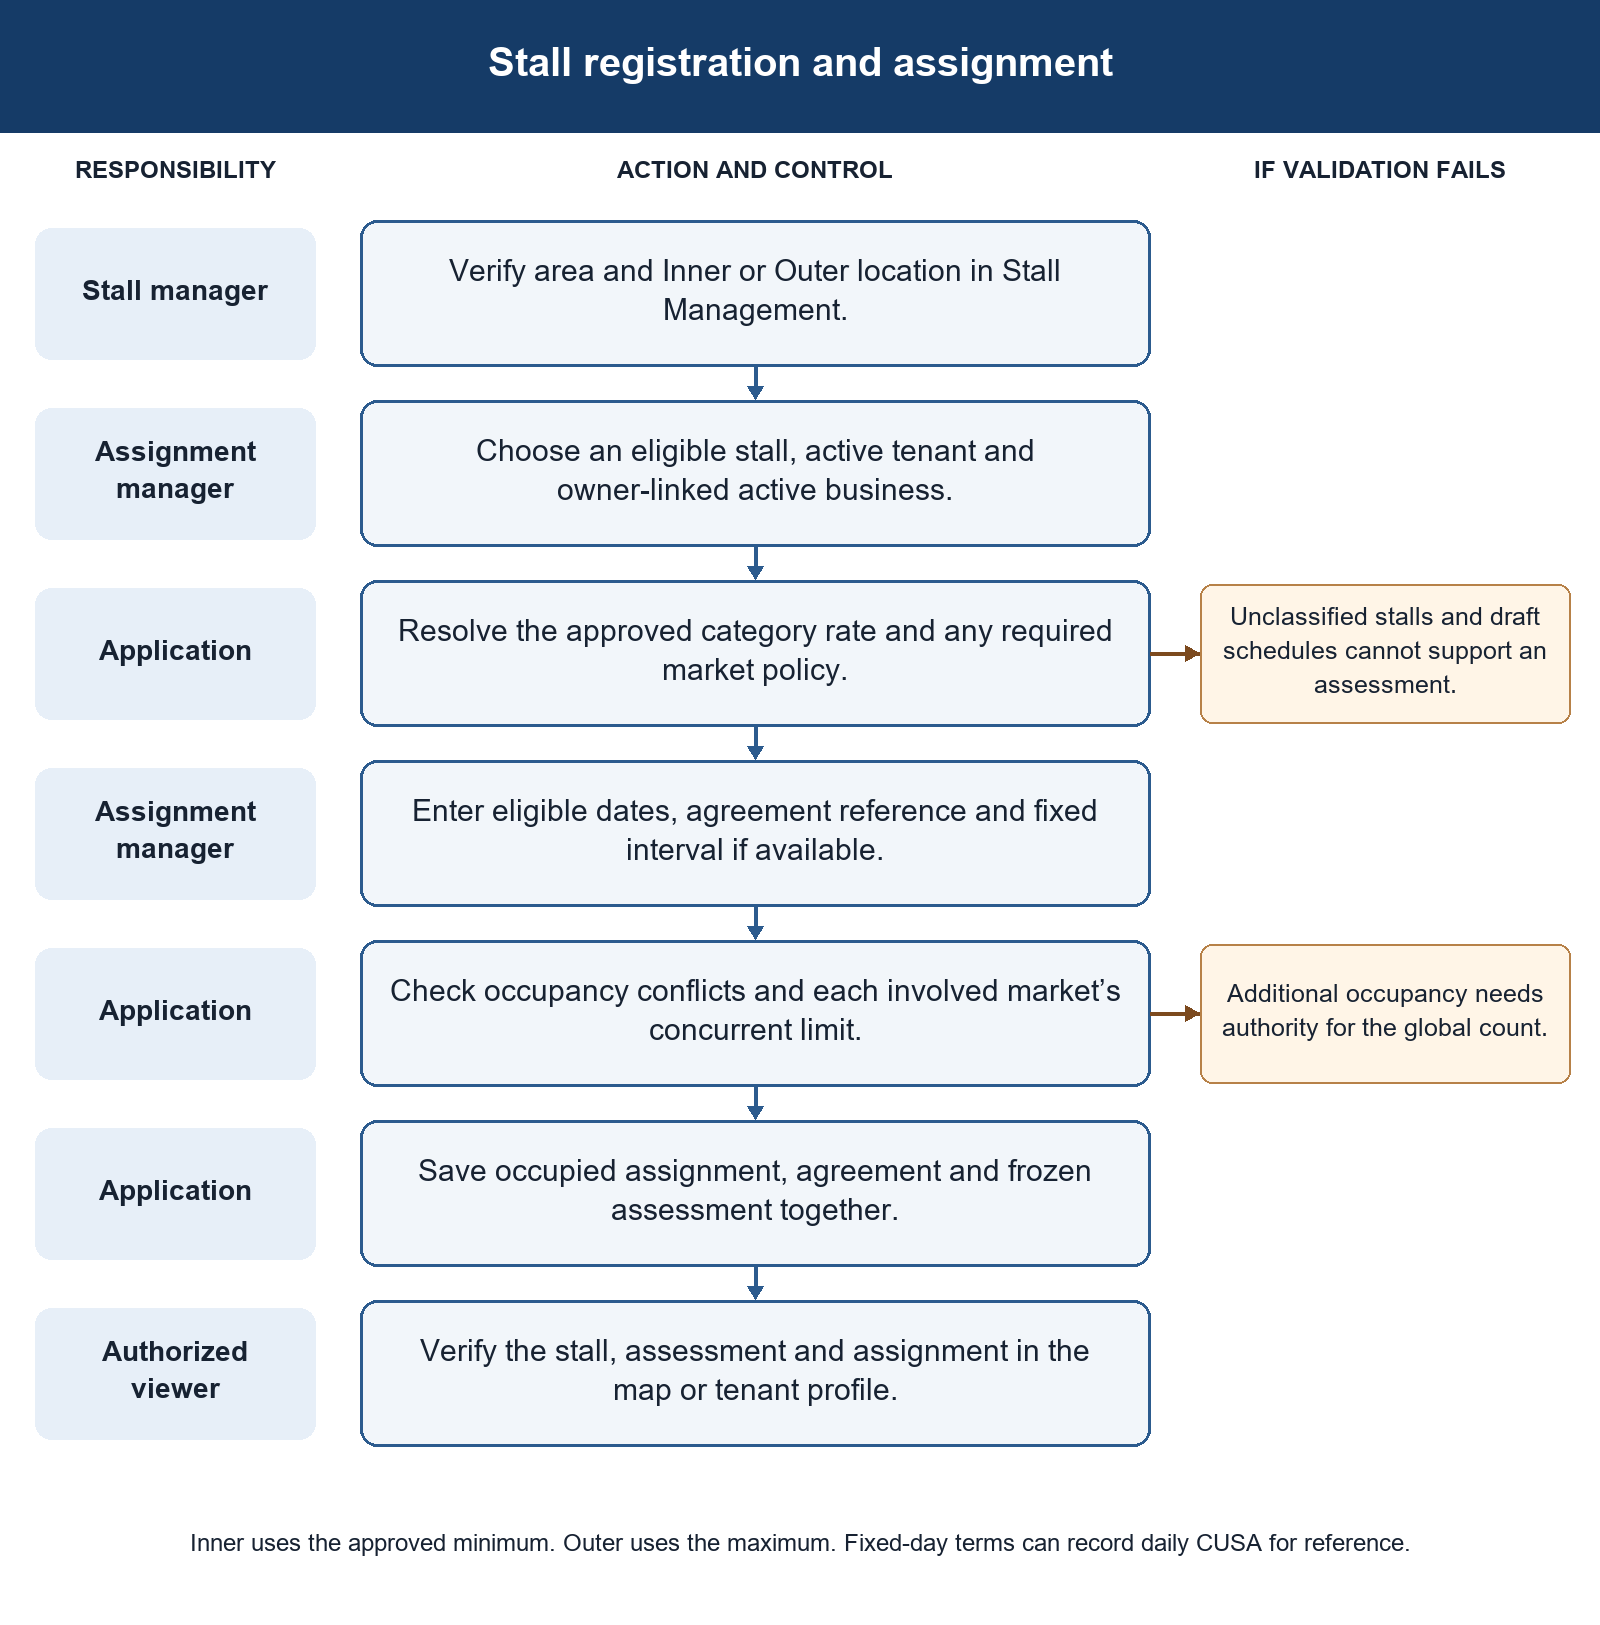 Stall registration and assignment
RESPONSIBILITY
ACTION AND CONTROL
IF VALIDATION FAILS
Stall manager
Verify area and Inner or Outer location in Stall
Management.
Assignment
manager
Choose an eligible stall, active tenant and
owner-linked active business.
Application
Resolve the approved category rate and any required
market policy.
Unclassified stalls and draft
schedules cannot support an
assessment.
Assignment
manager
Enter eligible dates, agreement reference and fixed
interval if available.
Application
Check occupancy conflicts and each involved market’s
concurrent limit.
Additional occupancy needs
authority for the global count.
Application
Save occupied assignment, agreement and frozen
assessment together.
Authorized
viewer
Verify the stall, assessment and assignment in the
map or tenant profile.
Inner uses the approved minimum. Outer uses the maximum. Fixed-day terms can record daily CUSA for reference.